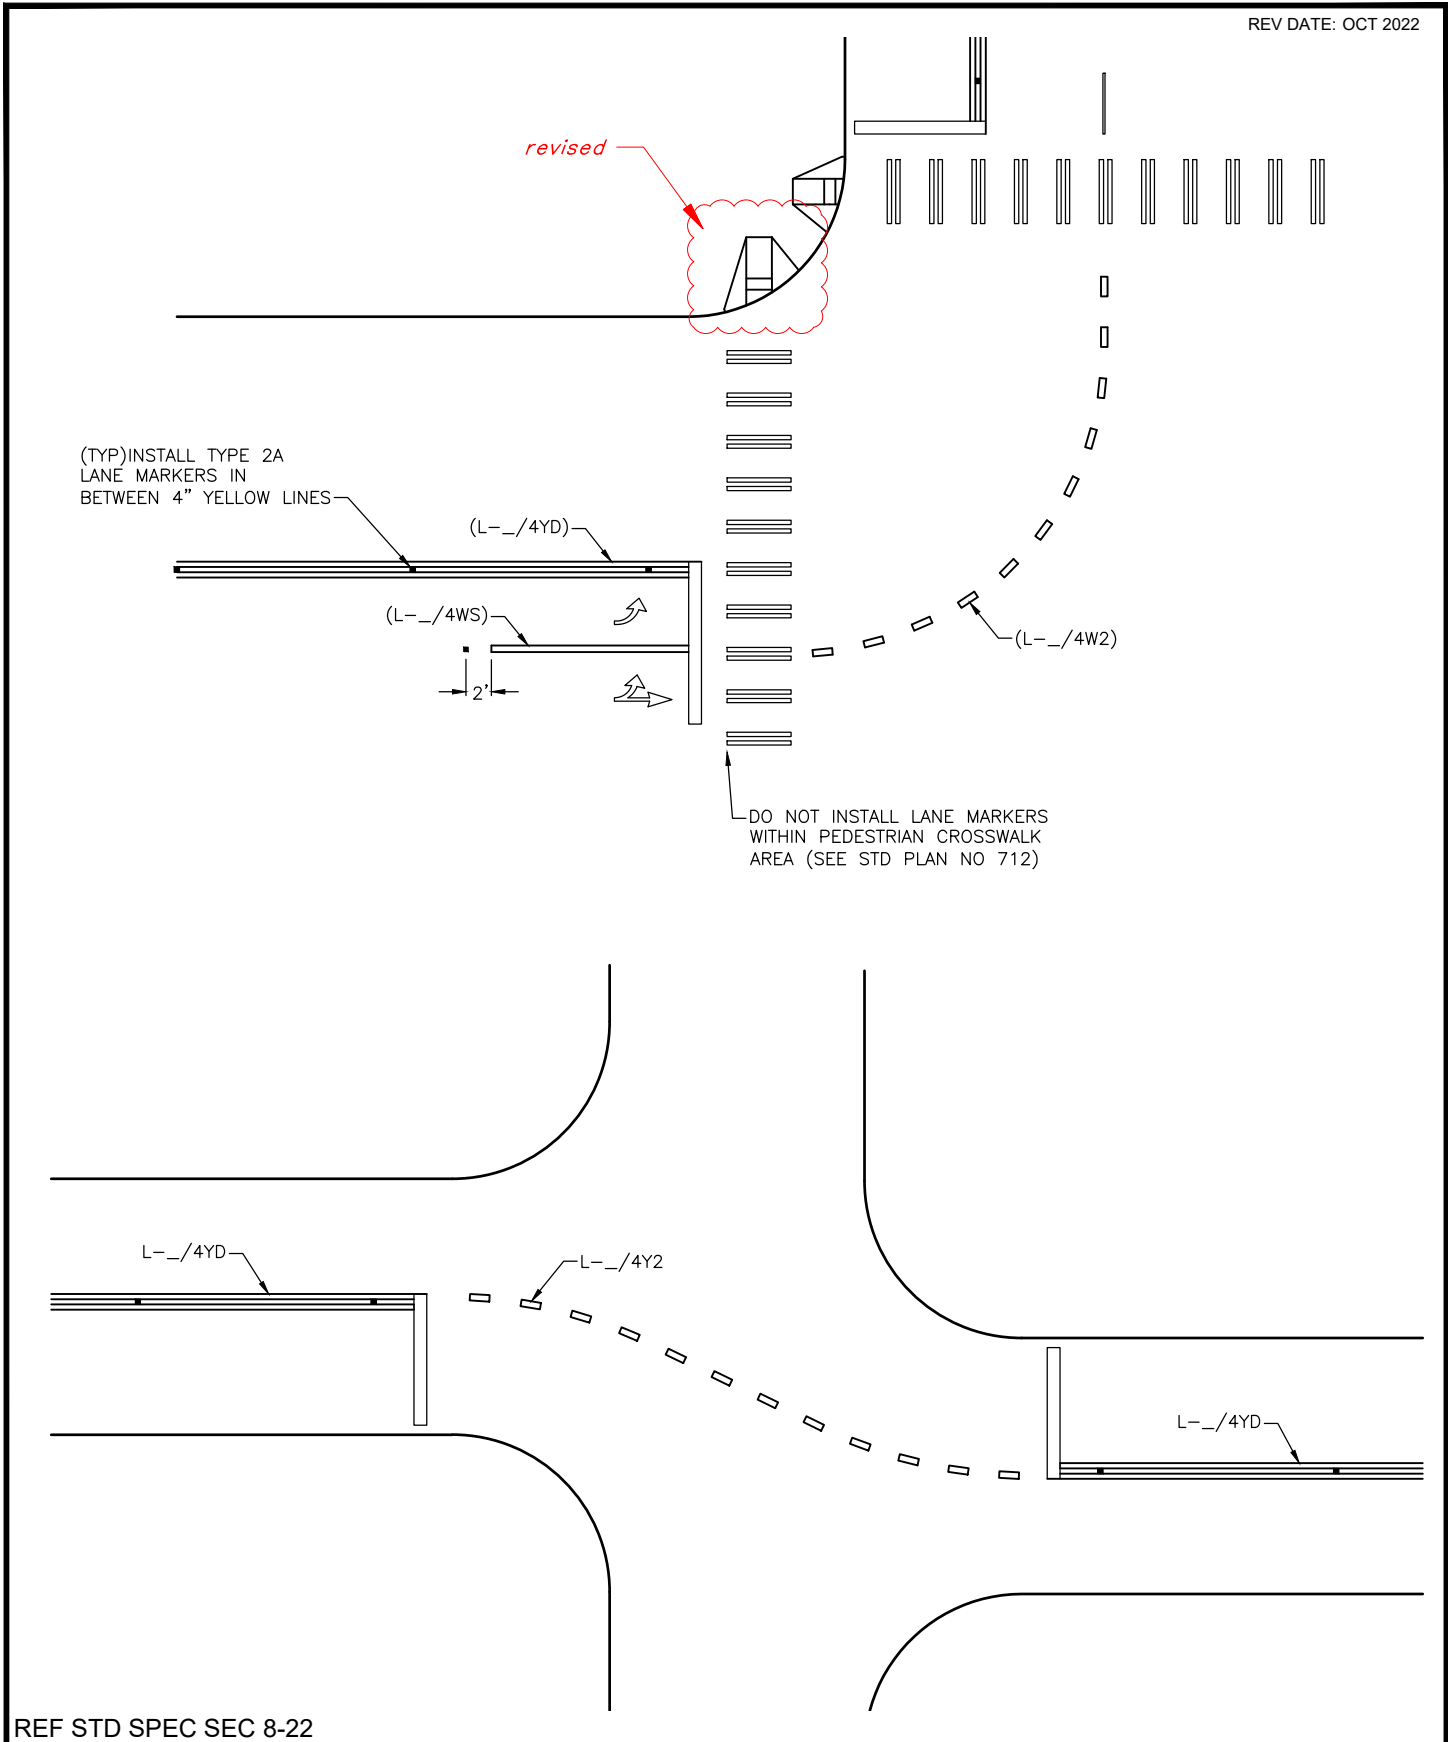 REV DATE: OCT 2022
revised
(TYP)INSTALL TYPE 2A
LANE MARKERS IN
BETWEEN 4" YELLOW LINES
(L-_/4YD)
(L-_/4WS)
2'
(L-_/4W2)
DO NOT INSTALL LANE MARKERS
WITHIN PEDESTRIAN CROSSWALK
AREA (SEE STD PLAN NO 712)
L-_/4YD
L-_/4Y2
L-_/4YD
REF STD SPEC SEC 8-22